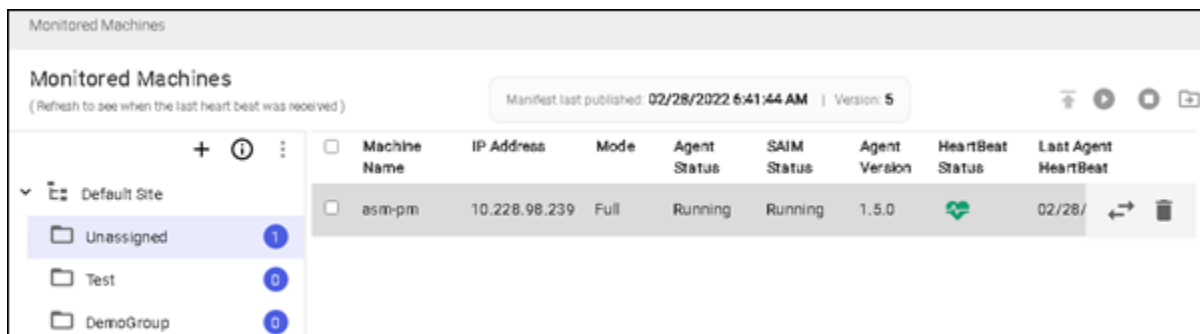 Monitored Machines
Monitored Machines
( Refresh to see when the last heart beat was received )
Manifest last published: 02/28/2022 6:41:44 AM | Version: 5
Machine Name IP Address Mode Agent Status SAIM Status Agent Version HeartBeat Status Last Agent HeartBeat
Default Site
asm-pm 10.228.98.239 Full Running Running 1.5.0 02/28/
Unassigned 1
Test 0
DemoGroup 0